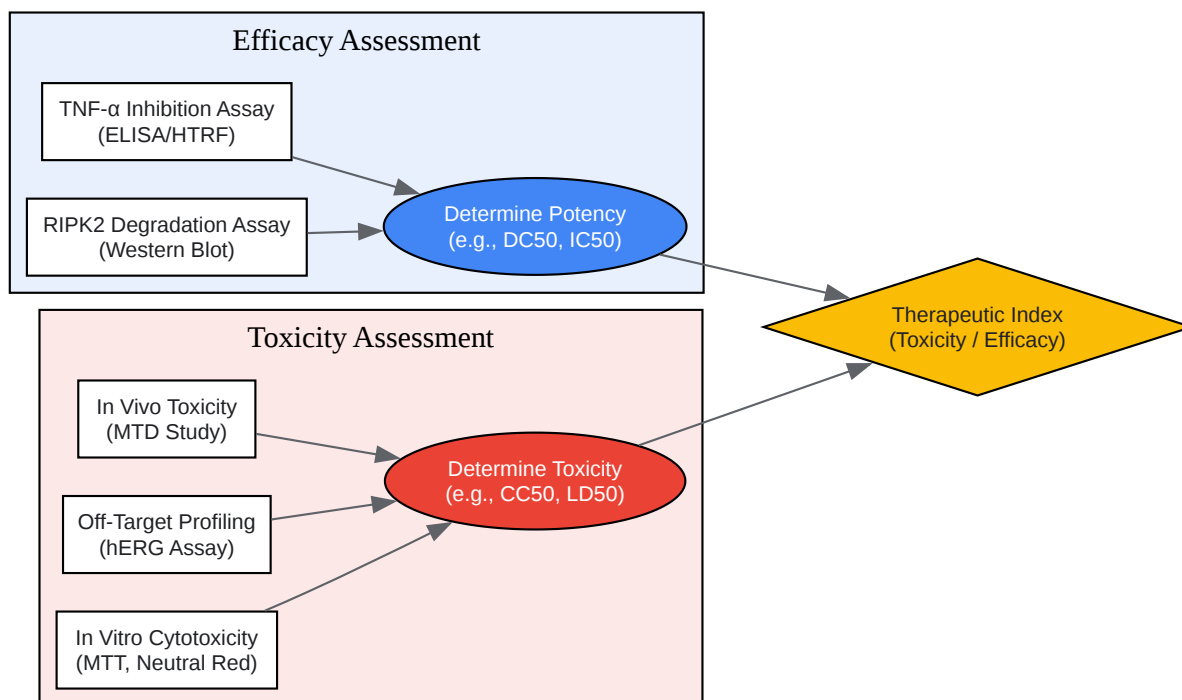 Efficacy Assessment
TNF-α Inhibition Assay
(ELISA/HTRF)
RIPK2 Degradation Assay
(Western Blot)
Determine Potency
(e.g., DC50, IC50)
Therapeutic Index
(Toxicity / Efficacy)
Toxicity Assessment
In Vivo Toxicity
(MTD Study)
Off-Target Profiling
(hERG Assay)
In Vitro Cytotoxicity
(MTT, Neutral Red)
Determine Toxicity
(e.g., CC50, LD50)